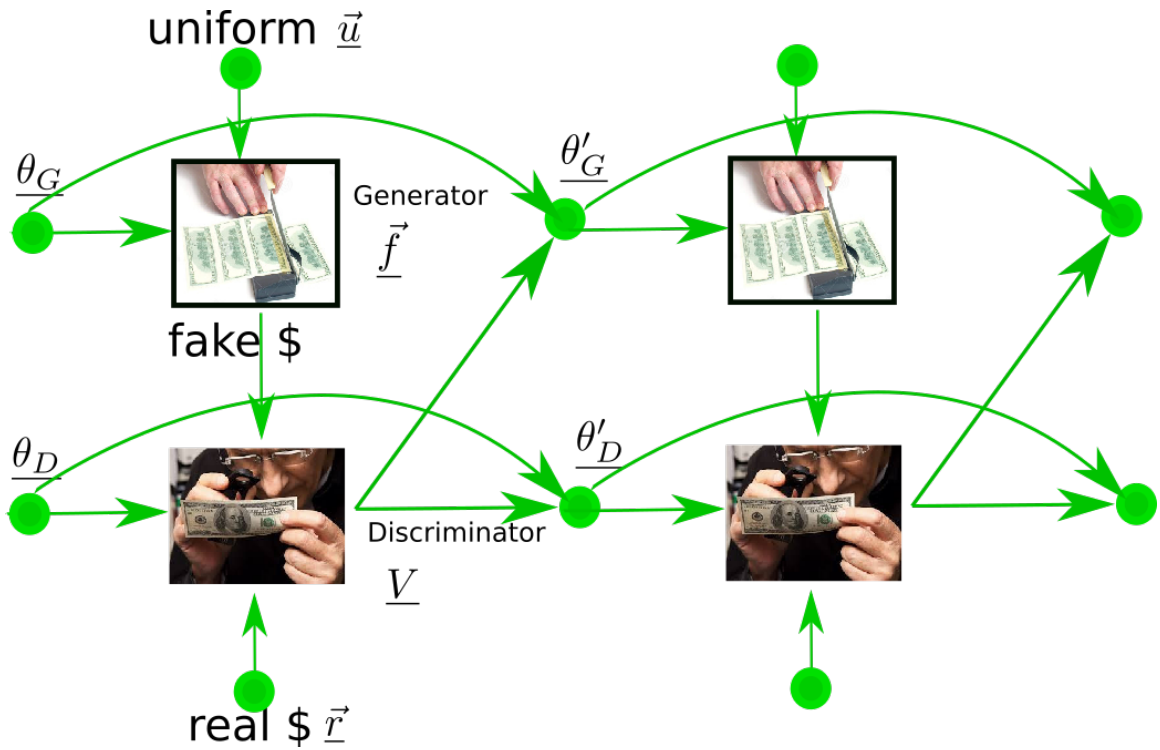 uniform u⃗
θ_G
Generator
f⃗
θ'_G
fake $
θ_D
θ'_D
Discriminator
V
real $ r⃗